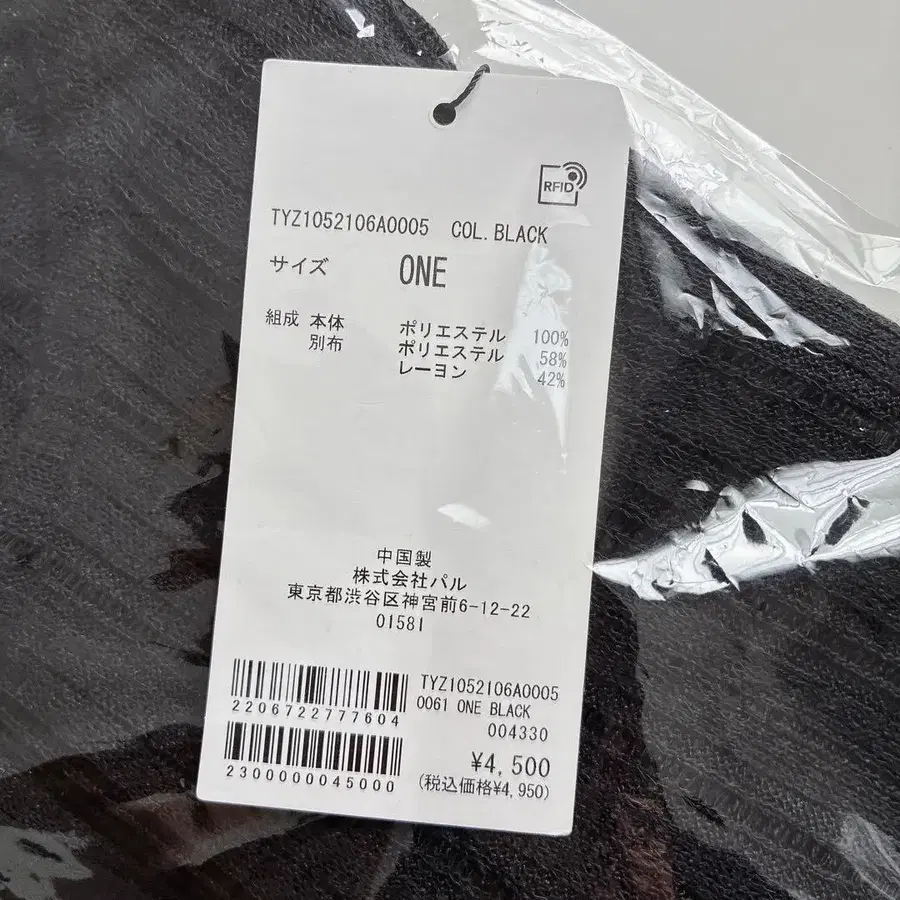 RFID
TYZ1052106A0005 COL.BLACK
サイズ ONE
組成 本体 ポリエステル 100%
別布 ポリエステル 58%
レーヨン 42%
中国製
株式会社パル
東京都渋谷区神宮前6-12-22
01581
2206722777604
TYZ1052106A0005
0061 ONE BLACK
004330
2300000045000
¥4,500
(税込価格¥4,950)